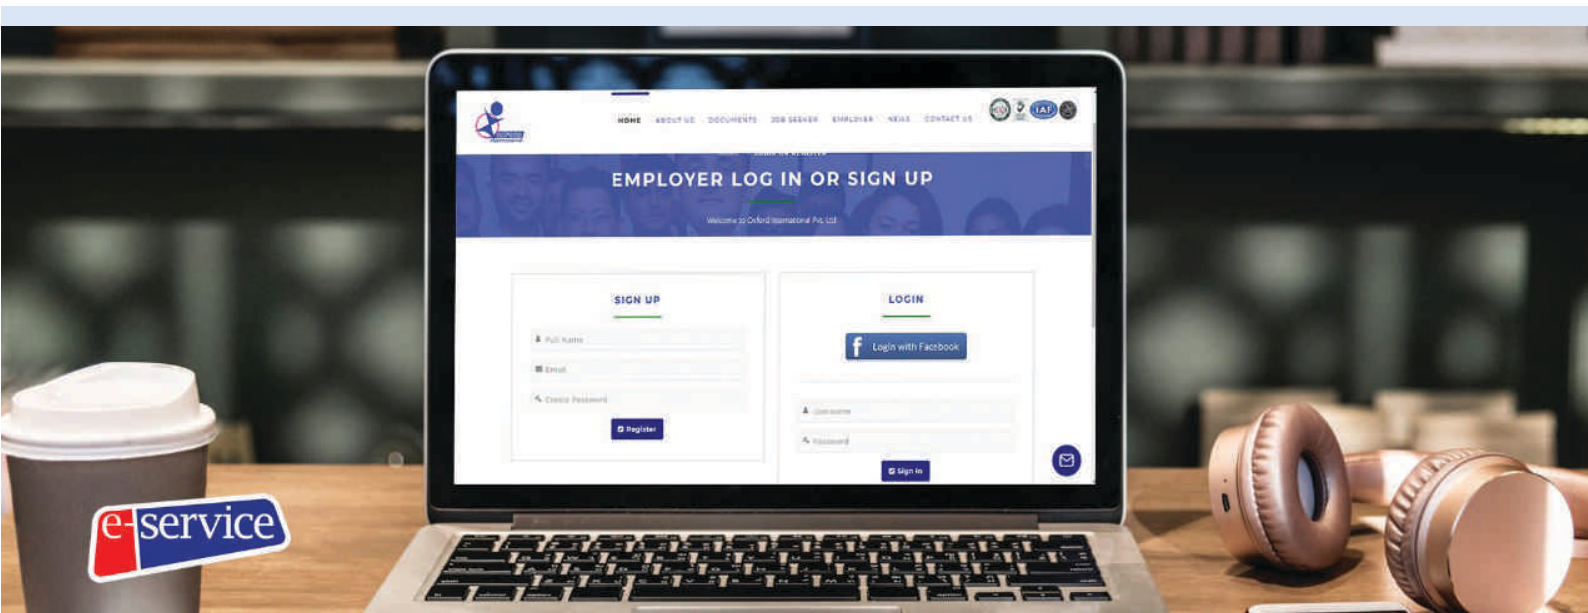 HOME ABOUT US DOCUMENTS JOB SEEKER EMPLOYER NEWS CONTACT US
IAF
EMPLOYER LOG IN OR SIGN UP
Welcome to Oxford International Pvt. Ltd
SIGN UP
Full Name
Email
Create Password
Register
LOGIN
f Login with Facebook
Username
Password
Sign in
e-service